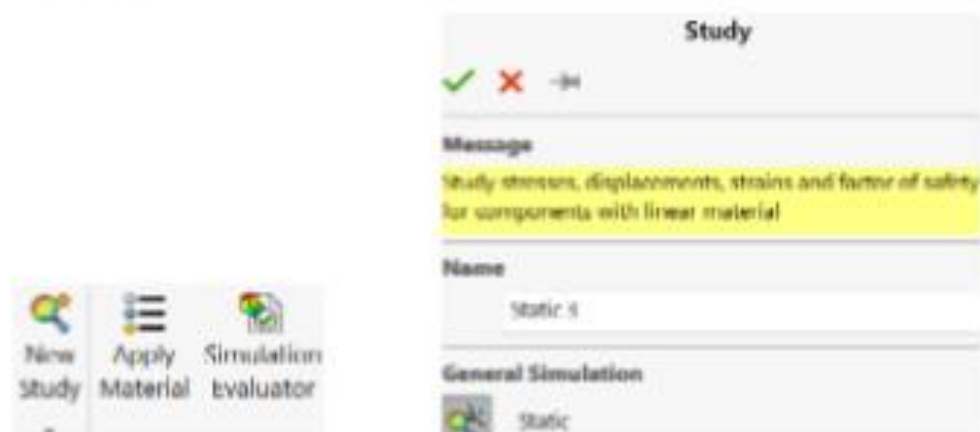 New Study
Apply Material
Simulation Evaluator
Study
Message
Study stresses, displacements, strains and factor of safety
for components with linear material
Name
Static
General Simulation
Static